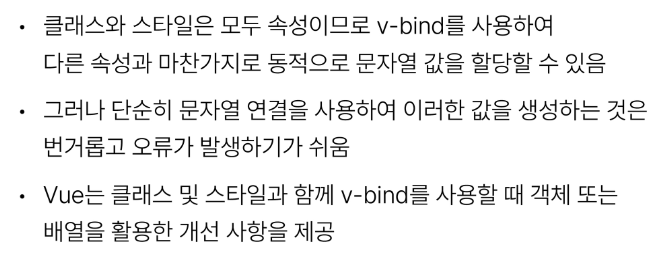 • 클래스와 스타일은 모두 속성이므로 v-bind를 사용하여
다른 속성과 마찬가지로 동적으로 문자열 값을 할당할 수 있음
• 그러나 단순히 문자열 연결을 사용하여 이러한 값을 생성하는 것은
번거롭고 오류가 발생하기가 쉬움
• Vue는 클래스 및 스타일과 함께 v-bind를 사용할 때 객체 또는
배열을 활용한 개선 사항을 제공